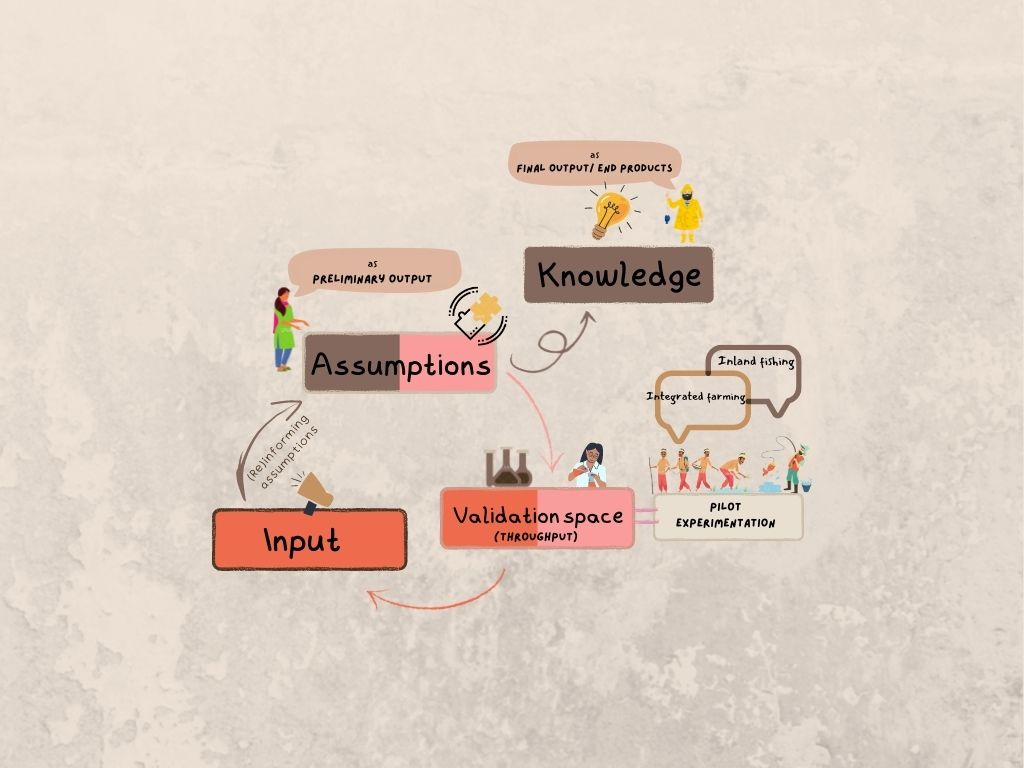 as
FINAL OUTPUT/ END PRODUCTS
Knowledge
as
PRELIMINARY OUTPUT
Assumptions
Inland fishing
Integrated farming
(Re)informing
assumptions
Input
Validation space
(THROUGHPUT)
PILOT
EXPERIMENTATION